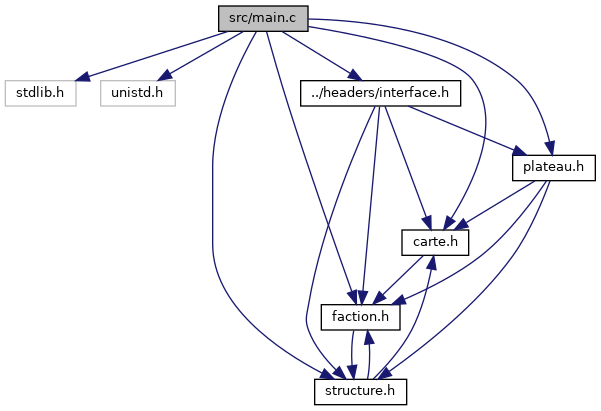 src/main.c
stdlib.h
unistd.h
../headers/interface.h
plateau.h
carte.h
faction.h
structure.h